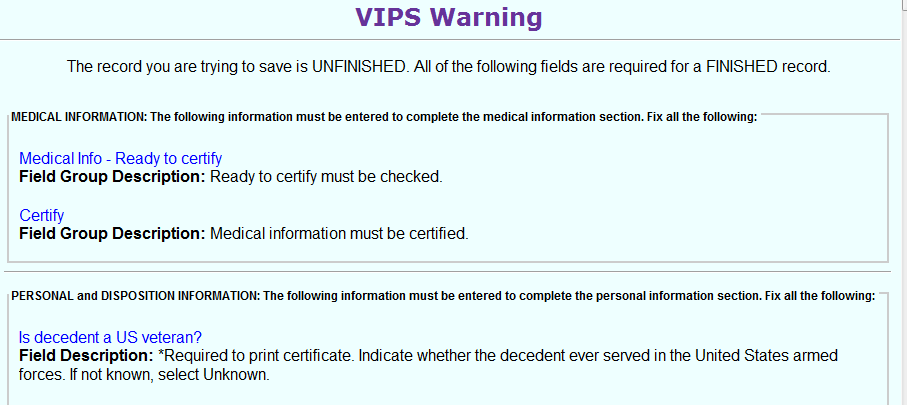 VIPS Warning
The record you are trying to save is UNFINISHED. All of the following fields are required for a FINISHED record.
MEDICAL INFORMATION: The following information must be entered to complete the medical information section. Fix all the following:
Medical Info - Ready to certify
Field Group Description: Ready to certify must be checked.
Certify
Field Group Description: Medical information must be certified.
PERSONAL and DISPOSITION INFORMATION: The following information must be entered to complete the personal information section. Fix all the following:
Is decedent a US veteran?
Field Description: *Required to print certificate. Indicate whether the decedent ever served in the United States armed
forces. If not known, select Unknown.